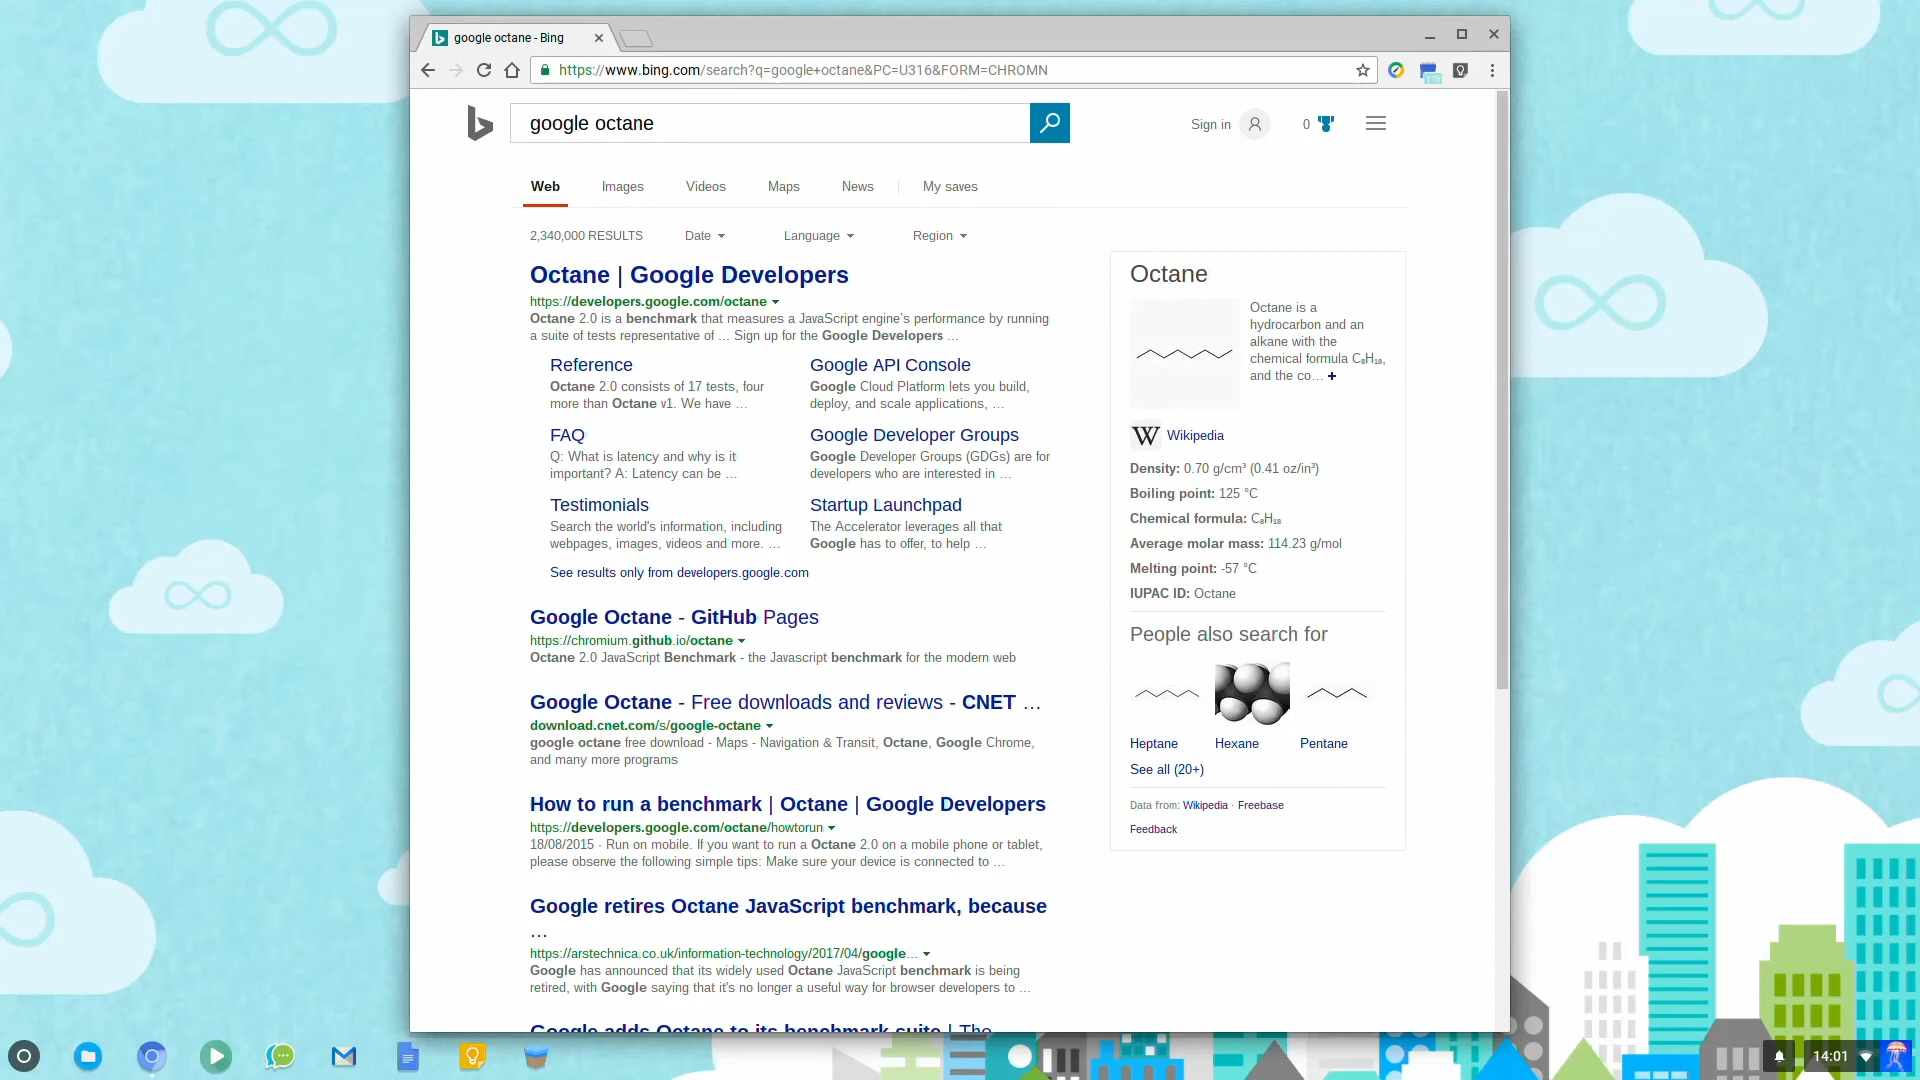 google octane - Bing
https://www.bing.com/search?q=google+octane&PC=U316&FORM=CHROMN
google octane
Sign in
0
Web Images Videos Maps News | My saves
2,340,000 RESULTS Date Language Region
Octane | Google Developers
https://developers.google.com/octane
Octane 2.0 is a benchmark that measures a JavaScript engine's performance by running
a suite of tests representative of ... Sign up for the Google Developers ...
Reference
Octane 2.0 consists of 17 tests, four
more than Octane v1. We have ...
Google API Console
Google Cloud Platform lets you build,
deploy, and scale applications, ...
FAQ
Q: What is latency and why is it
important? A: Latency can be ...
Google Developer Groups
Google Developer Groups (GDGs) are for
developers who are interested in ...
Testimonials
Search the world's information, including
webpages, images, videos and more. ...
Startup Launchpad
The Accelerator leverages all that
Google has to offer, to help ...
See results only from developers.google.com
Google Octane - GitHub Pages
https://chromium.github.io/octane
Octane 2.0 JavaScript Benchmark - the Javascript benchmark for the modern web
Google Octane - Free downloads and reviews - CNET ...
download.cnet.com/s/google-octane
google octane free download - Maps - Navigation & Transit, Octane, Google Chrome,
and many more programs
How to run a benchmark | Octane | Google Developers
https://developers.google.com/octane/howtorun
18/08/2015 · Run on mobile. If you want to run a Octane 2.0 on a mobile phone or tablet,
please observe the following simple tips: Make sure your device is connected to ...
Google retires Octane JavaScript benchmark, because
...
https://arstechnica.co.uk/information-technology/2017/04/google...
Google has announced that its widely used Octane JavaScript benchmark is being
retired, with Google saying that it's no longer a useful way for browser developers to ...
Google adds Octane to its benchmark suite | The
Octane
Octane is a
hydrocarbon and an
alkane with the
chemical formula C₈H₁₈,
and the co... +
W Wikipedia
Density: 0.70 g/cm³ (0.41 oz/in³)
Boiling point: 125 °C
Chemical formula: C₈H₁₈
Average molar mass: 114.23 g/mol
Melting point: -57 °C
IUPAC ID: Octane
People also search for
Heptane Hexane Pentane
See all (20+)
Data from: Wikipedia · Freebase
Feedback
14:01